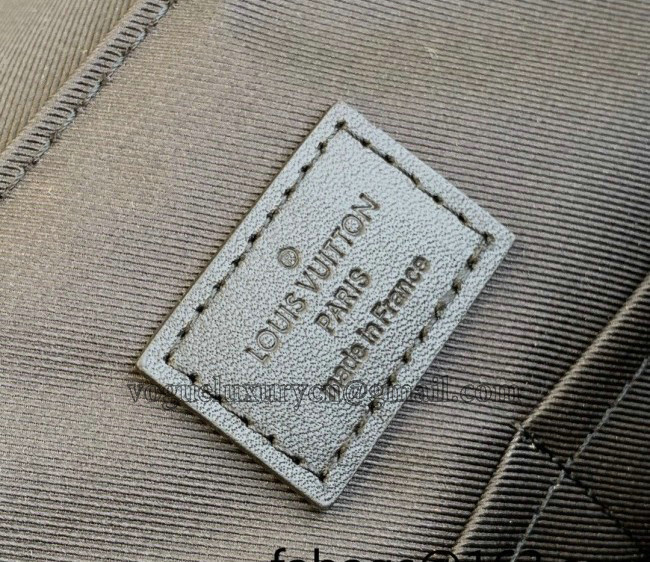 LOUIS VUITTON
PARIS
made in France
vogueluxurycn@gmail.com